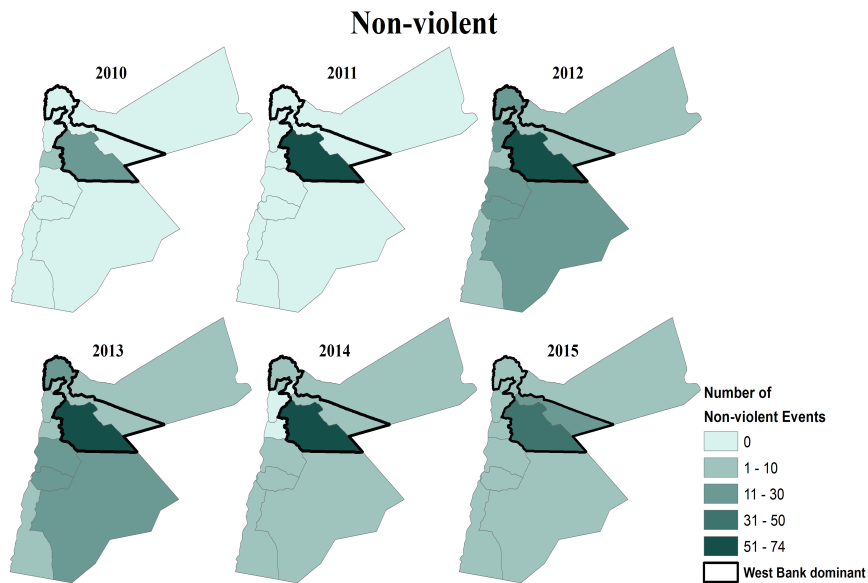 Non-violent
2010
2011
2012
2013
2014
2015
Number of
Non-violent Events
0
1 - 10
11 - 30
31 - 50
51 - 74
West Bank dominant